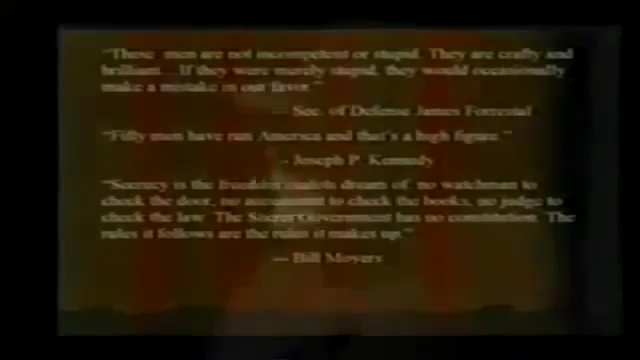 "These men are not incompetent or stupid. They are crafty and
brilliant... If they were merely stupid, they would occasionally
make a mistake in our favor."
-- Sec. of Defense James Forrestal
"Fifty men have run America and that's a high figure."
- Joseph P. Kennedy
"Secrecy is the freedom zealots dream of: no watchman to
check the door, no accountant to check the books, no judge to
check the law. The Secret Government has no constitution. The
rules it follows are the rules it makes up."
-- Bill Moyers